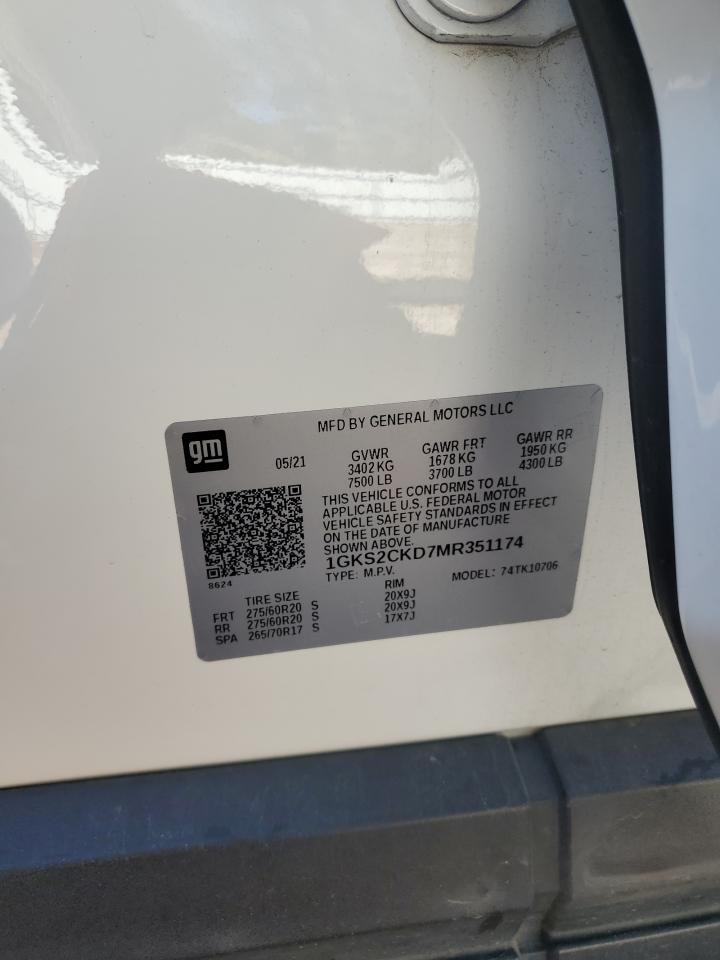 MFD BY GENERAL MOTORS LLC
gm
05/21
GVWR GAWR FRT GAWR RR
3402 KG 1678 KG 1950 KG
7500 LB 3700 LB 4300 LB
THIS VEHICLE CONFORMS TO ALL
APPLICABLE U.S. FEDERAL MOTOR
VEHICLE SAFETY STANDARDS IN EFFECT
ON THE DATE OF MANUFACTURE
SHOWN ABOVE.
8624
1GKS2CKD7MR351174
TYPE: M.P.V. MODEL: 74TK10706
TIRE SIZE RIM
FRT 275/60R20 S 20X9J
RR 275/60R20 S 20X9J
SPA 265/70R17 S 17X7J